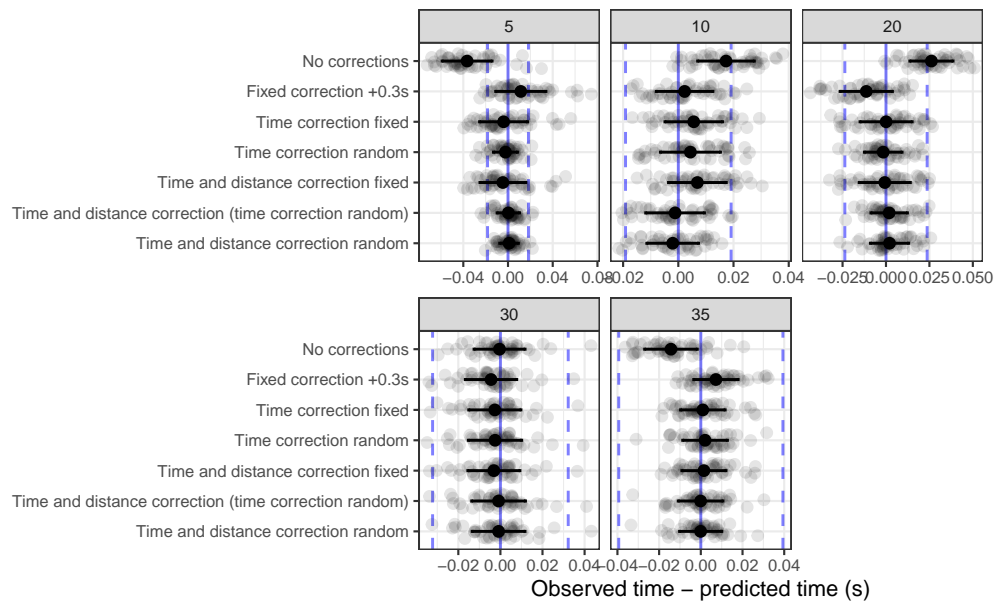 5
10
20
No corrections
Fixed correction +0.3s
Time correction fixed
Time correction random
Time and distance correction fixed
Time and distance correction (time correction random)
Time and distance correction random
−0.04 0.00 0.04 0.08
−0.02 0.00 0.02 0.04
−0.025 0.000 0.025 0.050
30
35
No corrections
Fixed correction +0.3s
Time correction fixed
Time correction random
Time and distance correction fixed
Time and distance correction (time correction random)
Time and distance correction random
−0.02 0.00 0.02 0.04
−0.04 −0.02 0.00 0.02 0.04
Observed time − predicted time (s)